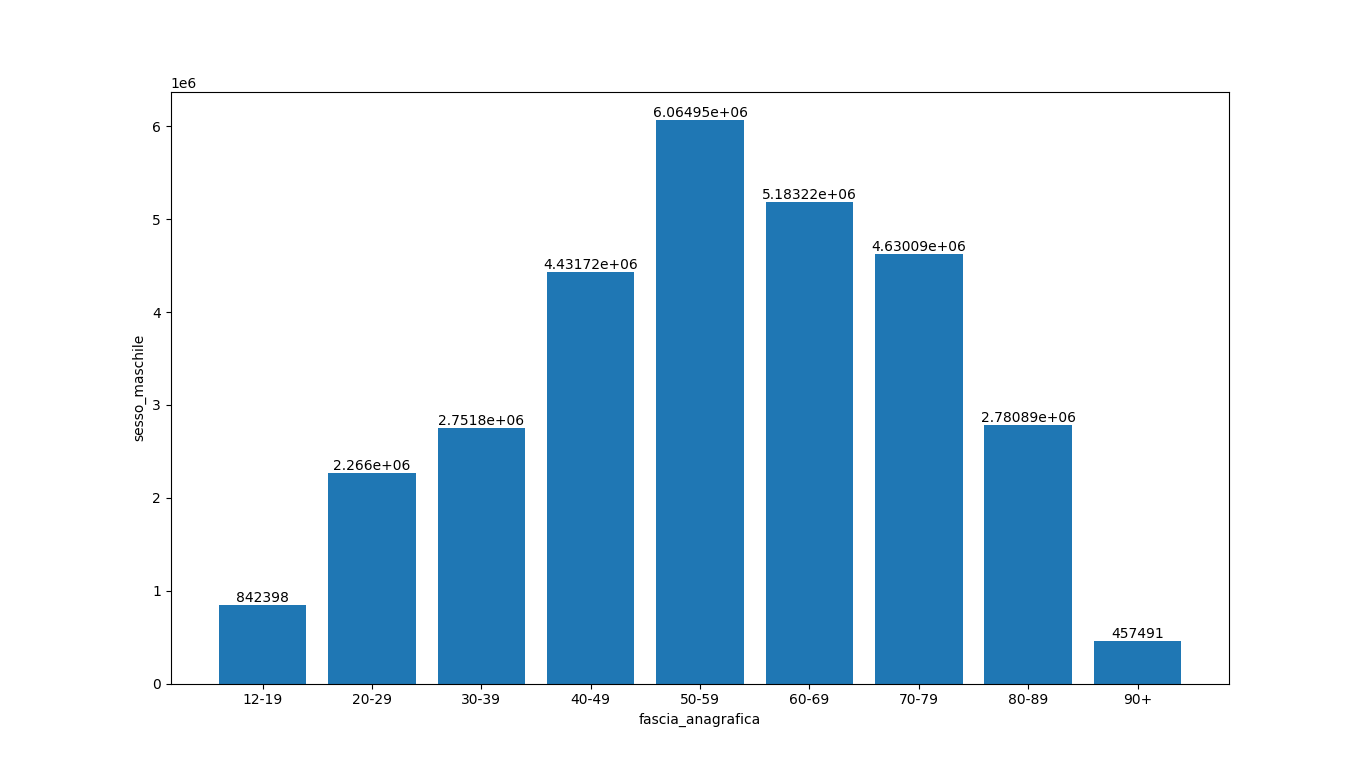 1e6
6.06495e+06
6
5.18322e+06
5
4.63009e+06
4.43172e+06
4
sesso_maschile
3
2.7518e+06
2.78089e+06
2.266e+06
2
1
842398
457491
0
12-19 20-29 30-39 40-49 50-59 60-69 70-79 80-89 90+
fascia_anagrafica